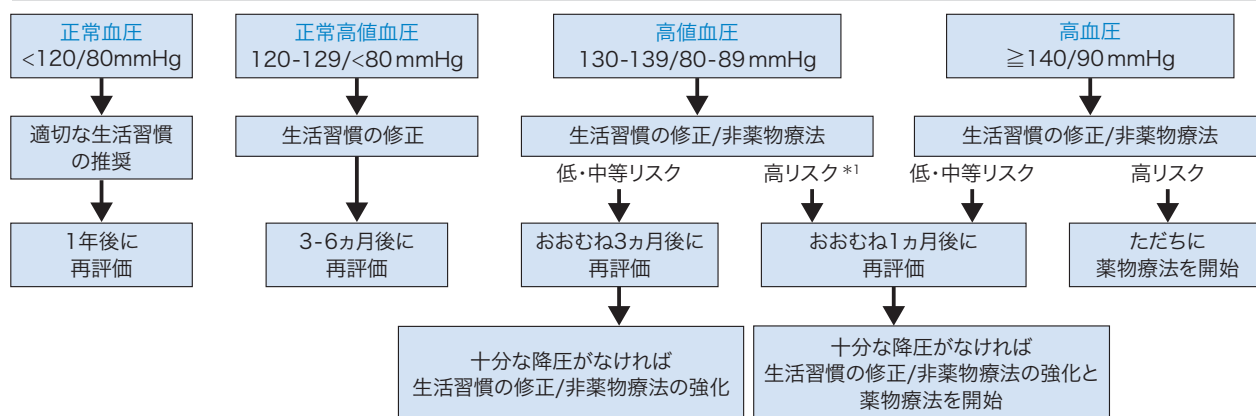 正常血圧
<120/80mmHg
正常高値血圧
120-129/<80mmHg
高値血圧
130-139/80-89mmHg
高血圧
≧140/90mmHg
適切な生活習慣
の推奨
生活習慣の修正
生活習慣の修正/非薬物療法
生活習慣の修正/非薬物療法
低・中等リスク
高リスク*1
低・中等リスク
高リスク
1年後に
再評価
3-6ヵ月後に
再評価
おおむね3ヵ月後に
再評価
おおむね1ヵ月後に
再評価
ただちに
薬物療法を開始
十分な降圧がなければ
生活習慣の修正/非薬物療法の強化
十分な降圧がなければ
生活習慣の修正/非薬物療法の強化と
薬物療法を開始